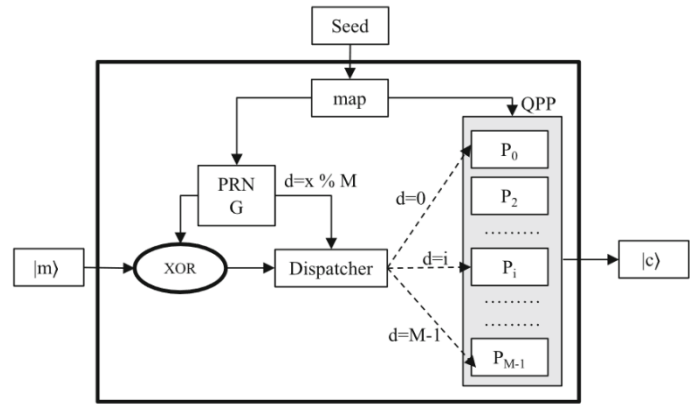 Seed
map
QPP
P0
PRN
G
d=x % M
d=0
P2
.........
|m⟩
XOR
Dispatcher
d=i
Pi
|c⟩
.........
.........
d=M-1
PM-1